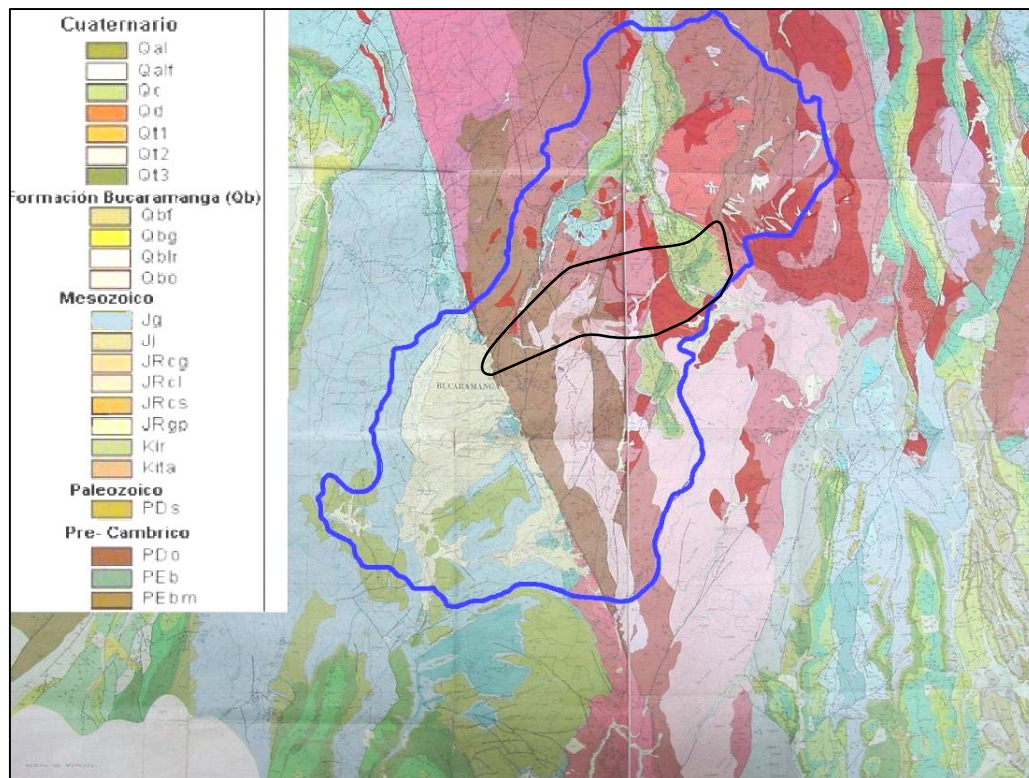 Cuaternario
Qal
Qalf
Qc
Qd
Qt1
Qt2
Qt3
Formación Bucaramanga (Qb)
Qbf
Qbg
Qblr
Qbo
Mesozoico
Jg
Jj
JRcg
JRcl
JRcs
JRgp
Kir
Kita
Paleozoico
PDs
Pre- Cambrico
PDo
PEb
PEbm
BUCARAMANGA